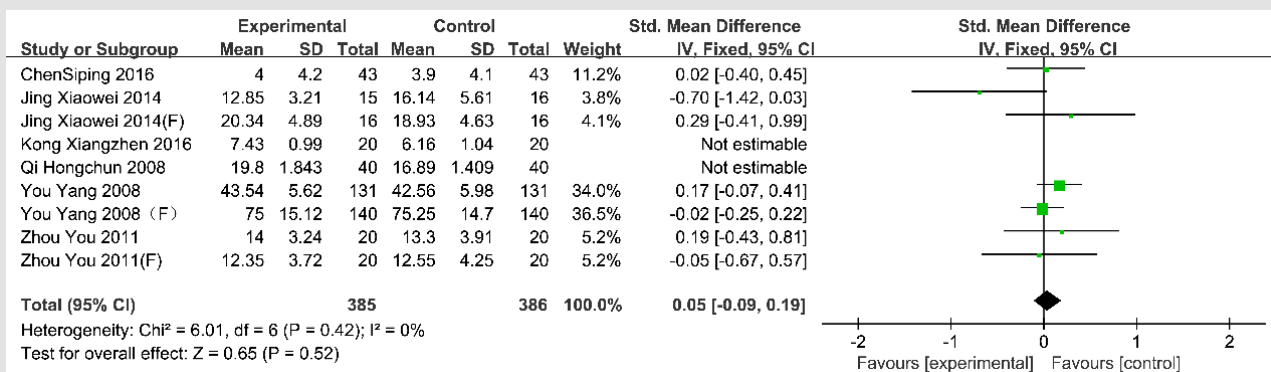 Experimental Control Std. Mean Difference Std. Mean Difference
Study or Subgroup Mean SD Total Mean SD Total Weight IV, Fixed, 95% CI IV, Fixed, 95% CI
ChenSiping 2016 4 4.2 43 3.9 4.1 43 11.2% 0.02 [-0.40, 0.45]
Jing Xiaowei 2014 12.85 3.21 15 16.14 5.61 16 3.8% -0.70 [-1.42, 0.03]
Jing Xiaowei 2014(F) 20.34 4.89 16 18.93 4.63 16 4.1% 0.29 [-0.41, 0.99]
Kong Xiangzhen 2016 7.43 0.99 20 6.16 1.04 20 Not estimable
Qi Hongchun 2008 19.8 1.843 40 16.89 1.409 40 Not estimable
You Yang 2008 43.54 5.62 131 42.56 5.98 131 34.0% 0.17 [-0.07, 0.41]
You Yang 2008（F） 75 15.12 140 75.25 14.7 140 36.5% -0.02 [-0.25, 0.22]
Zhou You 2011 14 3.24 20 13.3 3.91 20 5.2% 0.19 [-0.43, 0.81]
Zhou You 2011(F) 12.35 3.72 20 12.55 4.25 20 5.2% -0.05 [-0.67, 0.57]
Total (95% CI) 385 386 100.0% 0.05 [-0.09, 0.19]
Heterogeneity: Chi² = 6.01, df = 6 (P = 0.42); I² = 0%
Test for overall effect: Z = 0.65 (P = 0.52)
-2 -1 0 1 2
Favours [experimental] Favours [control]